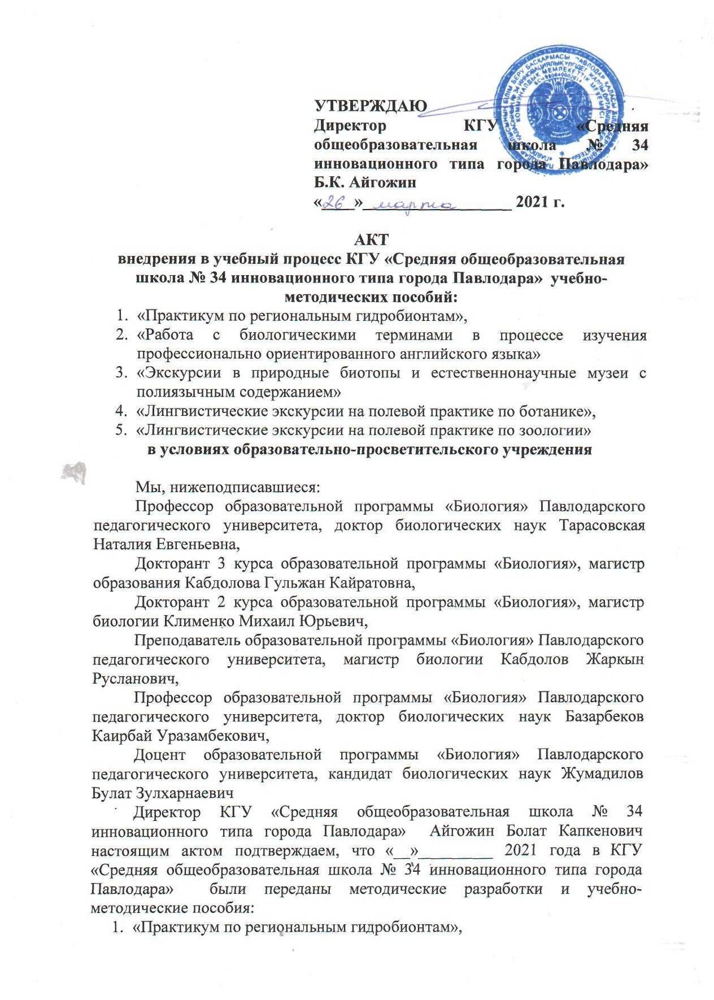 УТВЕРЖДАЮ
Директор КГУ «Средняя
общеобразовательная школа № 34
инновационного типа города Павлодара»
Б.К. Айгожин
«26» марта 2021 г.
АКТ
внедрения в учебный процесс КГУ «Средняя общеобразовательная
школа № 34 инновационного типа города Павлодара» учебно-
методических пособий:
1. «Практикум по региональным гидробионтам»,
2. «Работа с биологическими терминами в процессе изучения
профессионально ориентированного английского языка»
3. «Экскурсии в природные биотопы и естественнонаучные музеи с
полиязычным содержанием»
4. «Лингвистические экскурсии на полевой практике по ботанике»,
5. «Лингвистические экскурсии на полевой практике по зоологии»
в условиях образовательно-просветительского учреждения
Мы, нижеподписавшиеся:
Профессор образовательной программы «Биология» Павлодарского
педагогического университета, доктор биологических наук Тарасовская
Наталия Евгеньевна,
Докторант 3 курса образовательной программы «Биология», магистр
образования Кабдолова Гульжан Кайратовна,
Докторант 2 курса образовательной программы «Биология», магистр
биологии Клименко Михаил Юрьевич,
Преподаватель образовательной программы «Биология» Павлодарского
педагогического университета, магистр биологии Кабдолов Жаркын
Русланович,
Профессор образовательной программы «Биология» Павлодарского
педагогического университета, доктор биологических наук Базарбеков
Каирбай Уразамбекович,
Доцент образовательной программы «Биология» Павлодарского
педагогического университета, кандидат биологических наук Жумадилов
Булат Зулхарнаевич
Директор КГУ «Средняя общеобразовательная школа № 34
инновационного типа города Павлодара» Айгожин Болат Капкенович
настоящим актом подтверждаем, что «__»_________ 2021 года в КГУ
«Средняя общеобразовательная школа № 34 инновационного типа города
Павлодара» были переданы методические разработки и учебно-
методические пособия:
1. «Практикум по региональным гидробионтам»,